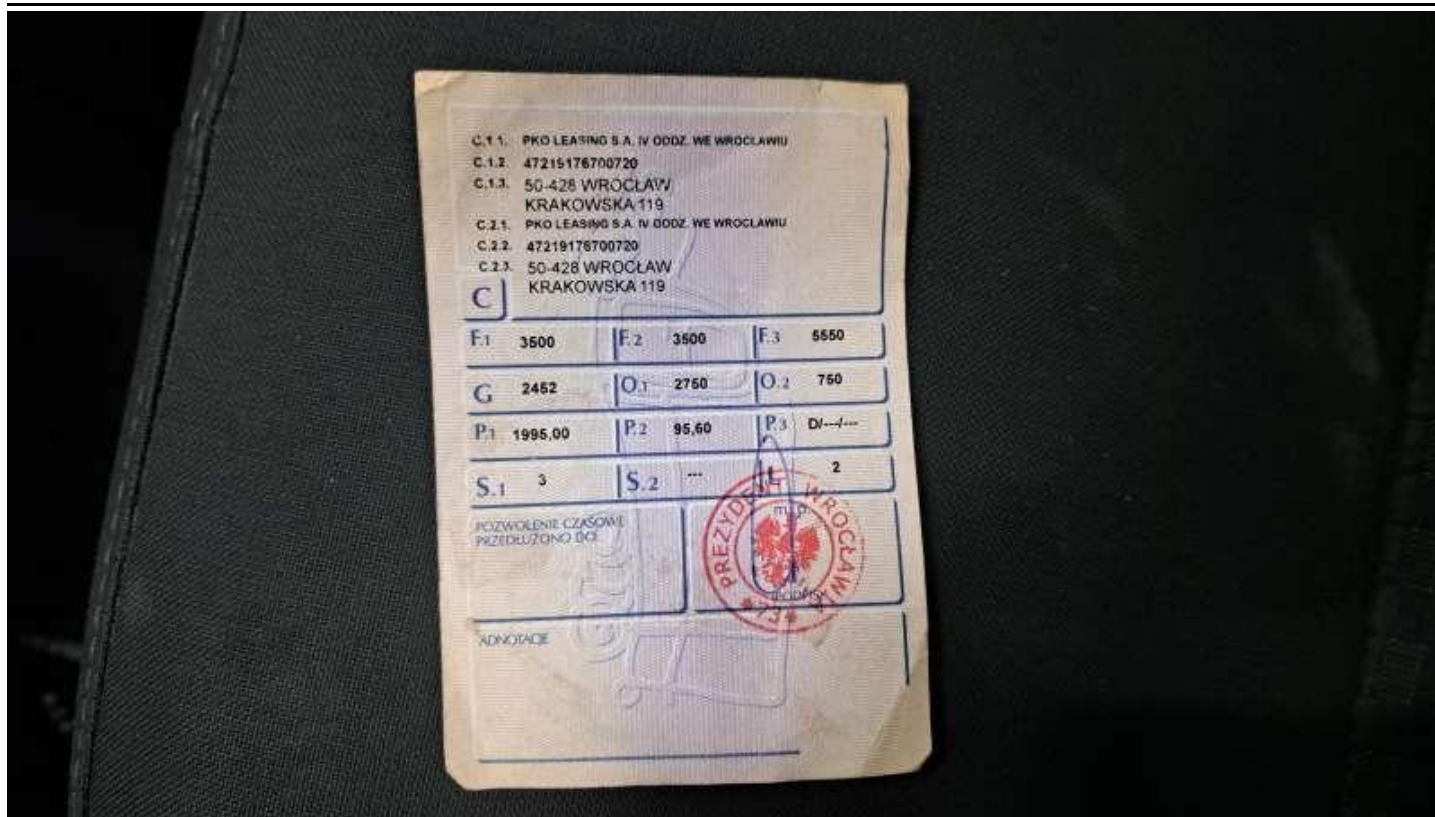 C.1.1. PKO LEASING S.A. IV ODDZ. WE WROCŁAWIU
C.1.2. 47219176700720
C.1.3. 50-428 WROCŁAW
KRAKOWSKA 119
C.2.1. PKO LEASING S.A. IV ODDZ. WE WROCŁAWIU
C.2.2. 47219176700720
C.2.3. 50-428 WROCŁAW
KRAKOWSKA 119
C
F.1 3500 F.2 3500 F.3 5550
G 2452 O.1 2750 O.2 750
P.1 1995,00 P.2 95,60 P.3 D/---/---
S.1 3 S.2 --- L 2
POZWOLENIE CZASOWE
PRZEDŁUŻONO DO:
PREZYDENT WROCŁAWIA
*73*
m.p.
PODPIS
ADNOTACJE